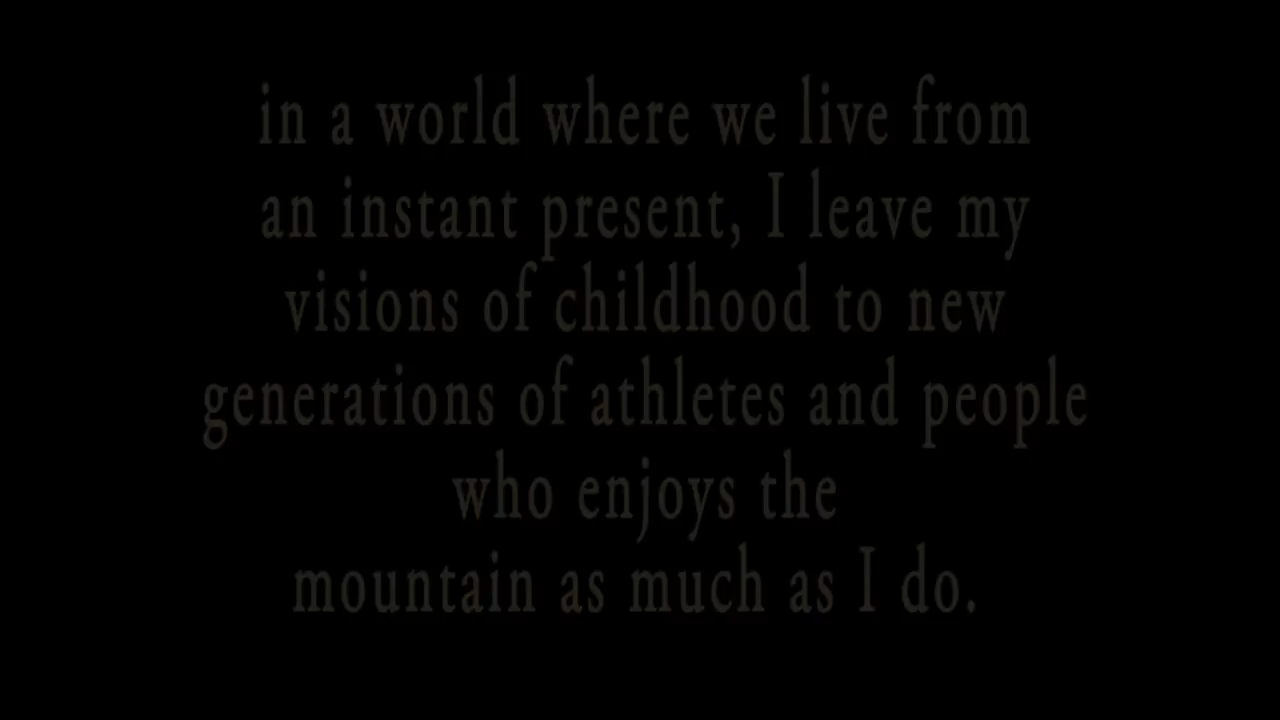 in a world where we live from
an instant present, I leave my
visions of childhood to new
generations of athletes and people
who enjoys the
mountain as much as I do.